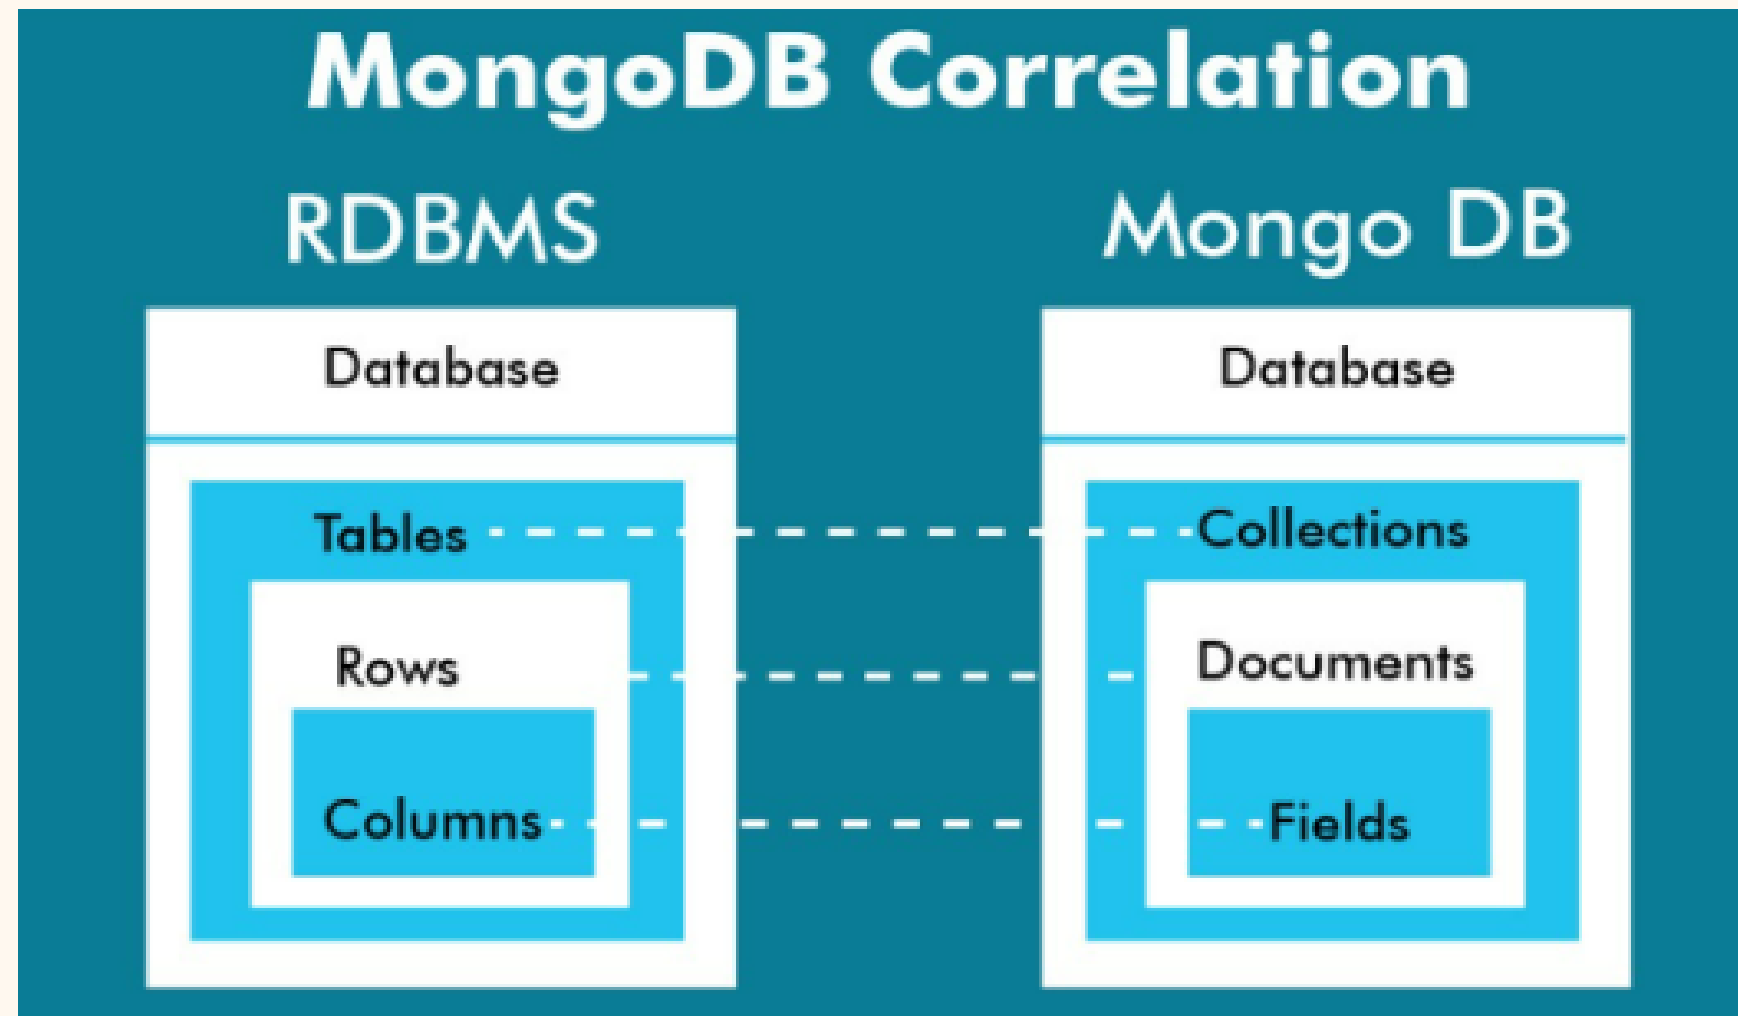 MongoDB Correlation
RDBMS
Mongo DB
Database
Database
Tables
Collections
Rows
Documents
Columns
Fields